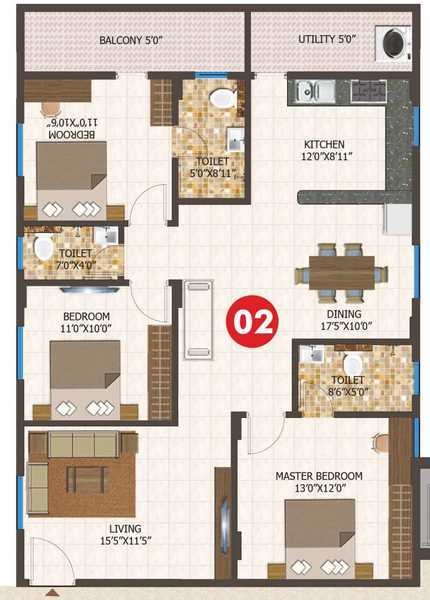 BALCONY 5'0"
UTILITY 5'0"
BEDROOM
11'0"X10'6"
TOILET
5'0"X8'11"
KITCHEN
12'0"X8'11"
TOILET
7'0"X4'0"
BEDROOM
11'0"X10'0"
02
DINING
17'5"X10'0"
TOILET
8'6"X5'0"
MASTER BEDROOM
13'0"X12'0"
LIVING
15'5"X11'5"